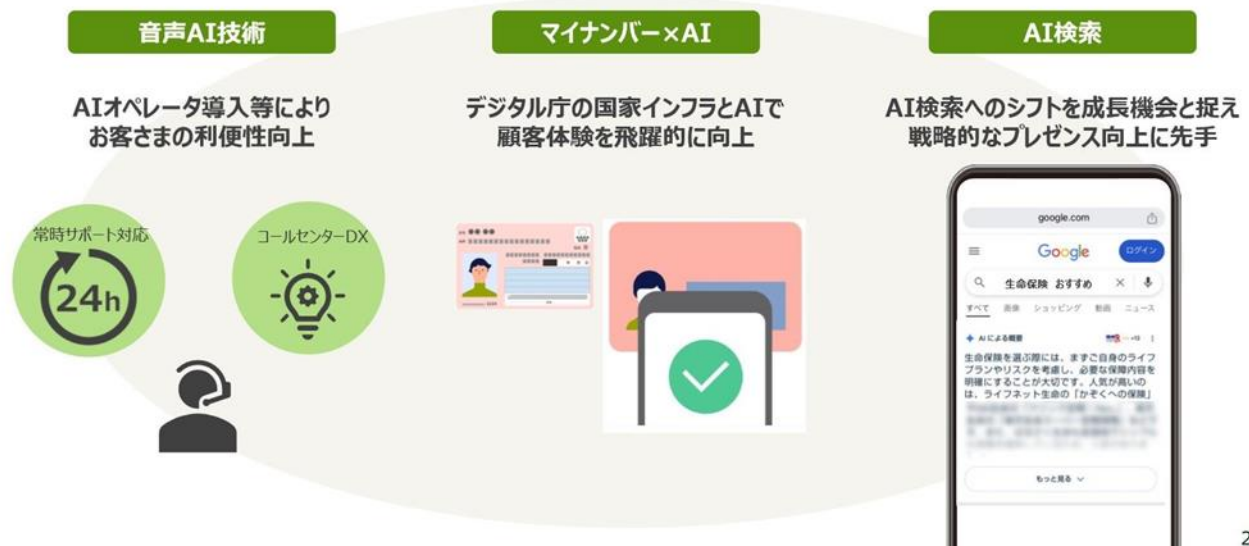 音声AI技術
AIオペレータ導入等により
お客さまの利便性向上
常時サポート対応
24h
コールセンターDX
マイナンバー×AI
デジタル庁の国家インフラとAIで
顧客体験を飛躍的に向上
AI検索
AI検索へのシフトを成長機会と捉え
戦略的なプレゼンス向上に先手
google.com
Google
ログイン
生命保険 おすすめ
すべて 画像 ショッピング 動画 ニュース
AI による概要
生命保険を選ぶ際には、まずご自身のライフ
プランやリスクを考慮し、必要な保障内容を
明確にすることが大切です。人気が高いの
は、ライフネット生命の「かぞくへの保険」
もっと見る
2